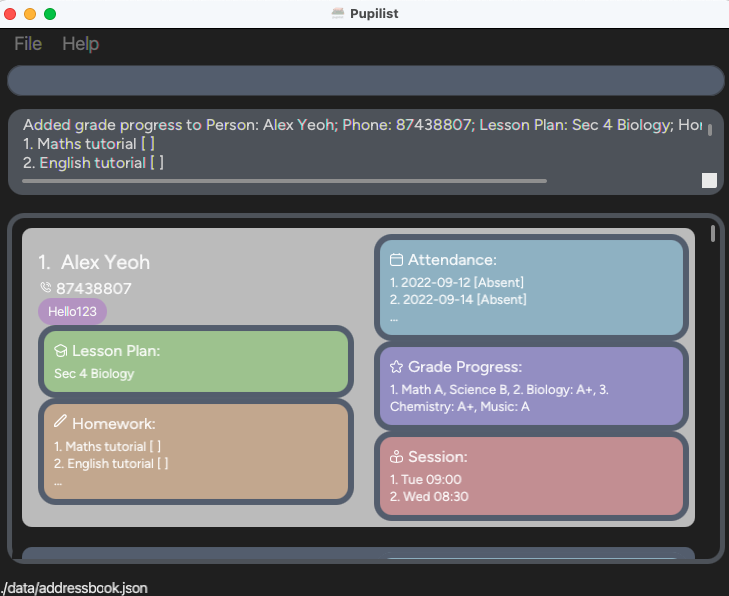 Pupilist
File Help
Added grade progress to Person: Alex Yeoh; Phone: 87438807; Lesson Plan: Sec 4 Biology; Ho
1. Maths tutorial [ ]
2. English tutorial [ ]
1. Alex Yeoh
87438807
Hello123
Lesson Plan:
Sec 4 Biology
Homework:
1. Maths tutorial [ ]
2. English tutorial [ ]
...
Attendance:
1. 2022-09-12 [Absent]
2. 2022-09-14 [Absent]
...
Grade Progress:
1. Math A, Science B, 2. Biology: A+, 3.
Chemistry: A+, Music: A
Session:
1. Tue 09:00
2. Wed 08:30
./data/addressbook.json